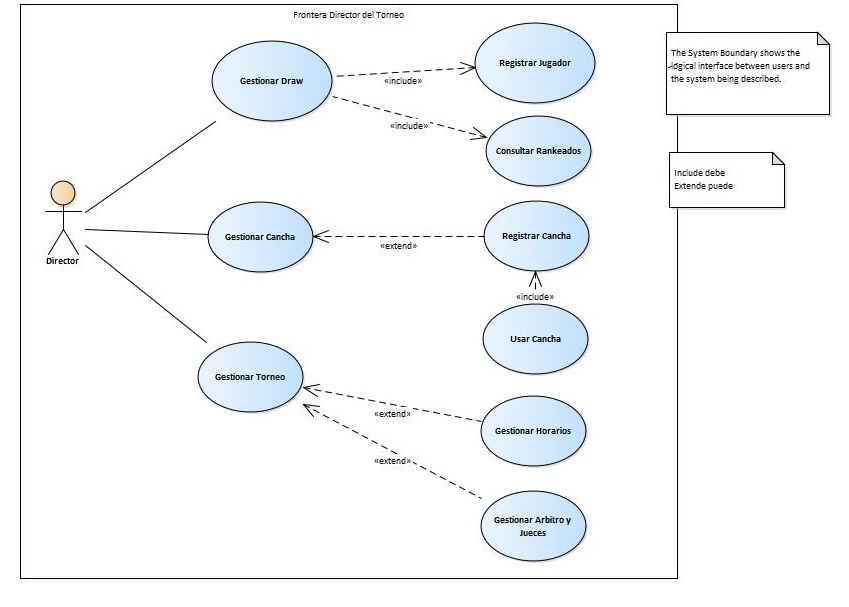 Frontera Director del Torneo
Gestionar Draw
«include»
Registrar Jugador
«include»
Consultar Rankeados
Gestionar Cancha
«extend»
Registrar Cancha
«include»
Usar Cancha
Director
Gestionar Torneo
«extend»
Gestionar Horarios
«extend»
Gestionar Arbitro y
Jueces
The System Boundary shows the
logical interface between users and
the system being described.
Include debe
Extende puede